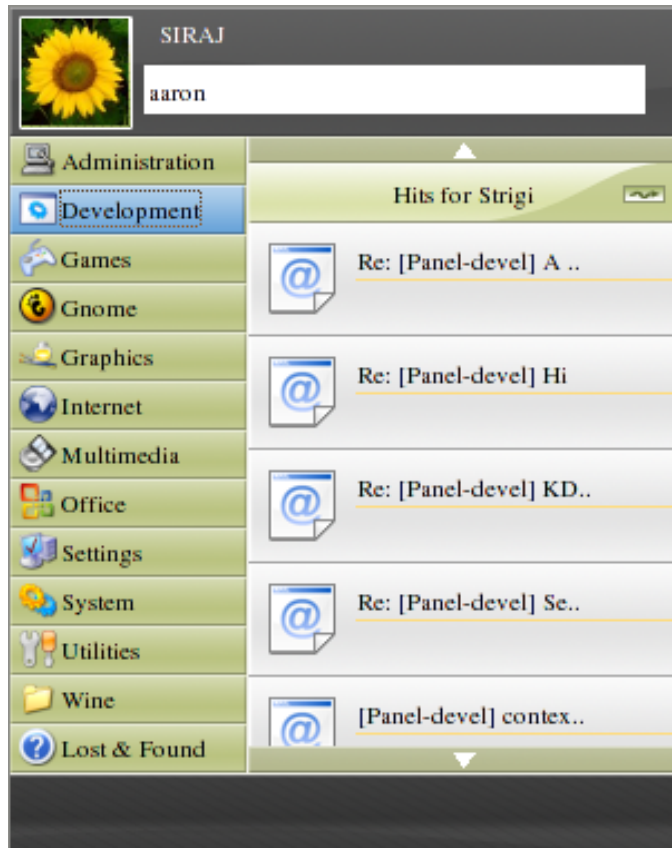 SIRAJ
aaron
Administration
Development
Games
Gnome
Graphics
Internet
Multimedia
Office
Settings
System
Utilities
Wine
Lost & Found
Hits for Strigi
Re: [Panel-devel] A ..
Re: [Panel-devel] Hi
Re: [Panel-devel] KD..
Re: [Panel-devel] Se..
[Panel-devel] contex..